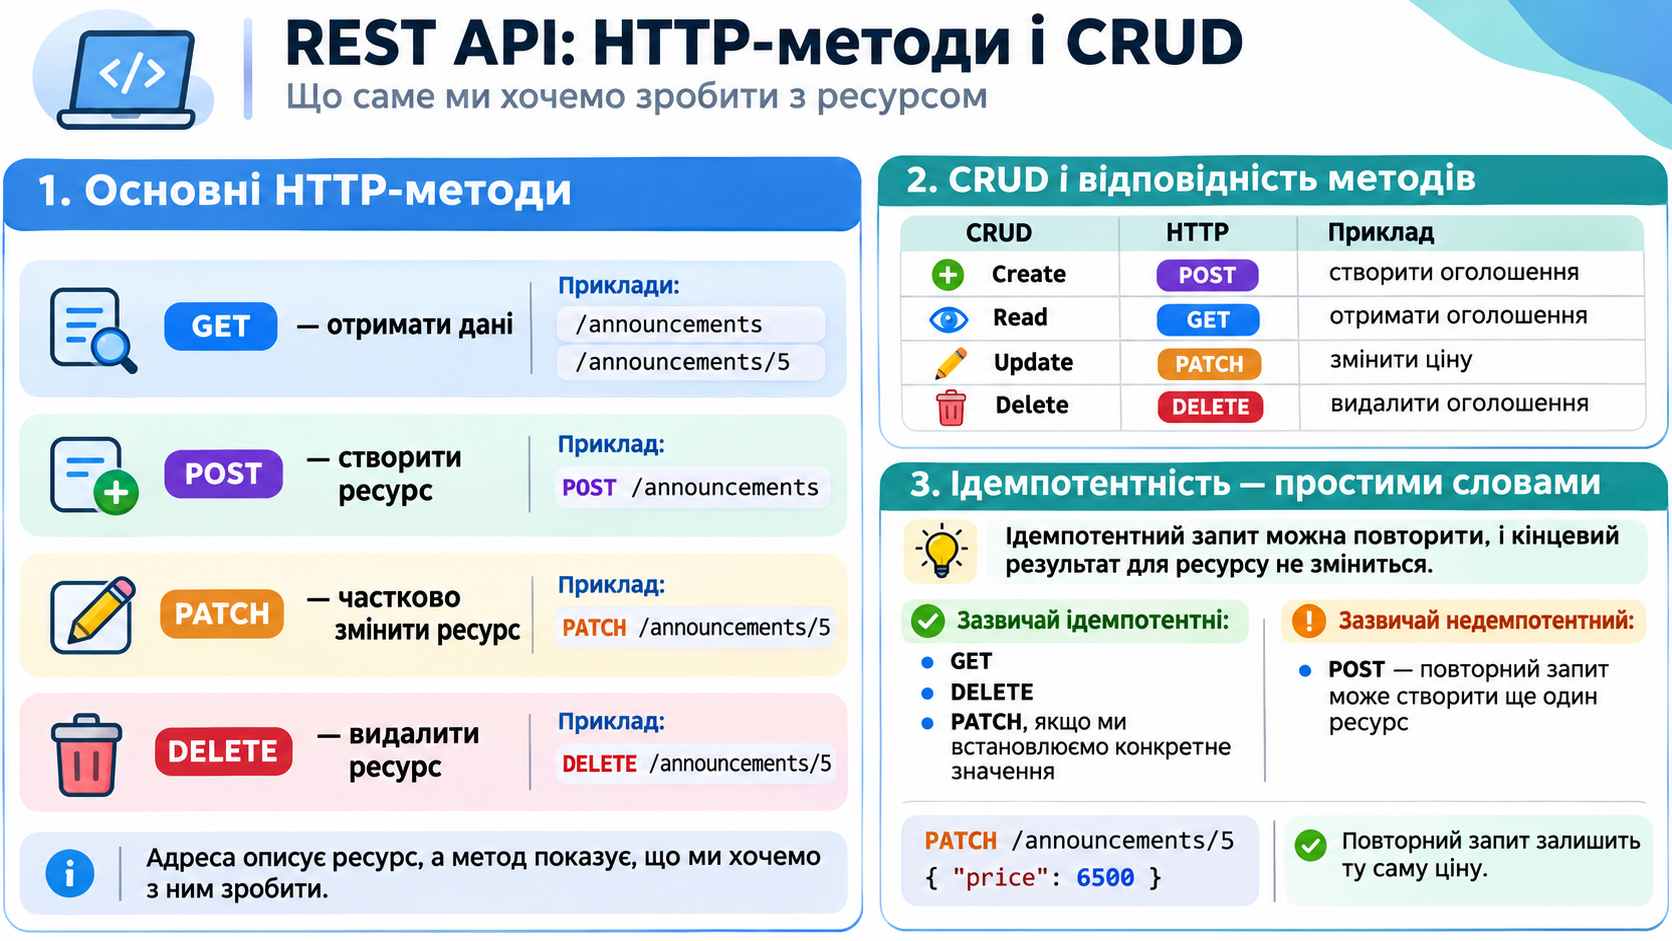 </>
REST API: HTTP-методи і CRUD
Що саме ми хочемо зробити з ресурсом
1. Основні HTTP-методи
GET — отримати дані
Приклади:
/announcements
/announcements/5
POST — створити
ресурс
Приклад:
POST /announcements
PATCH — частково
змінити ресурс
Приклад:
PATCH /announcements/5
DELETE — видалити
ресурс
Приклад:
DELETE /announcements/5
i
Адреса описує ресурс, а метод показує, що ми хочемо
з ним зробити.
2. CRUD і відповідність методів
CRUD HTTP Приклад
Create POST створити оголошення
Read GET отримати оголошення
Update PATCH змінити ціну
Delete DELETE видалити оголошення
3. Ідемпотентність — простими словами
Ідемпотентний запит можна повторити, і кінцевий
результат для ресурсу не зміниться.
Зазвичай ідемпотентні:
GET
DELETE
PATCH, якщо ми
встановлюємо конкретне
значення
! Зазвичай недемпотентний:
POST — повторний запит
може створити ще один
ресурс
PATCH /announcements/5
{ "price": 6500 }
Повторний запит залишить
ту саму ціну.